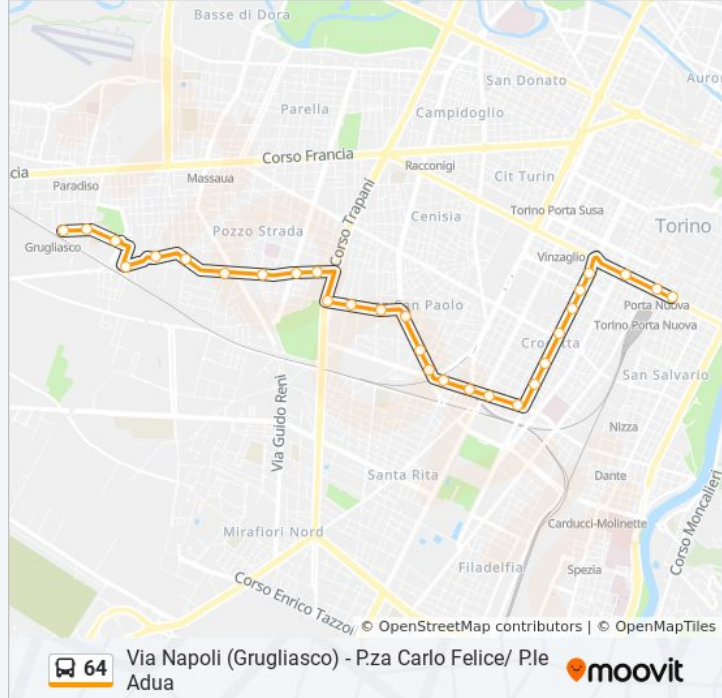 Basse di Dora
San Donato
Auror
Parella
Campidoglio
Corso Francia
cia
Racconigi
Massaua
Paradiso
Cit Turin
Corso Trapani
Cenisia
Torino Porta Susa
Pozzo Strada
Torino
Grugliasco
Vinzaglio
San Paolo
Porta Nuova
Torino Porta Nuova
Crocetta
San Salvario
Via Guido Reni
Nizza
Santa Rita
Dante
Corso Moncalieri
Mirafiori Nord
Carducci-Molinette
Filadelfia
Spezia
Corso Enrico Tazzoi
© OpenStreetMap contributors | © OpenMapTiles
64
Via Napoli (Grugliasco) - P.za Carlo Felice/ P.le
Adua
moovit